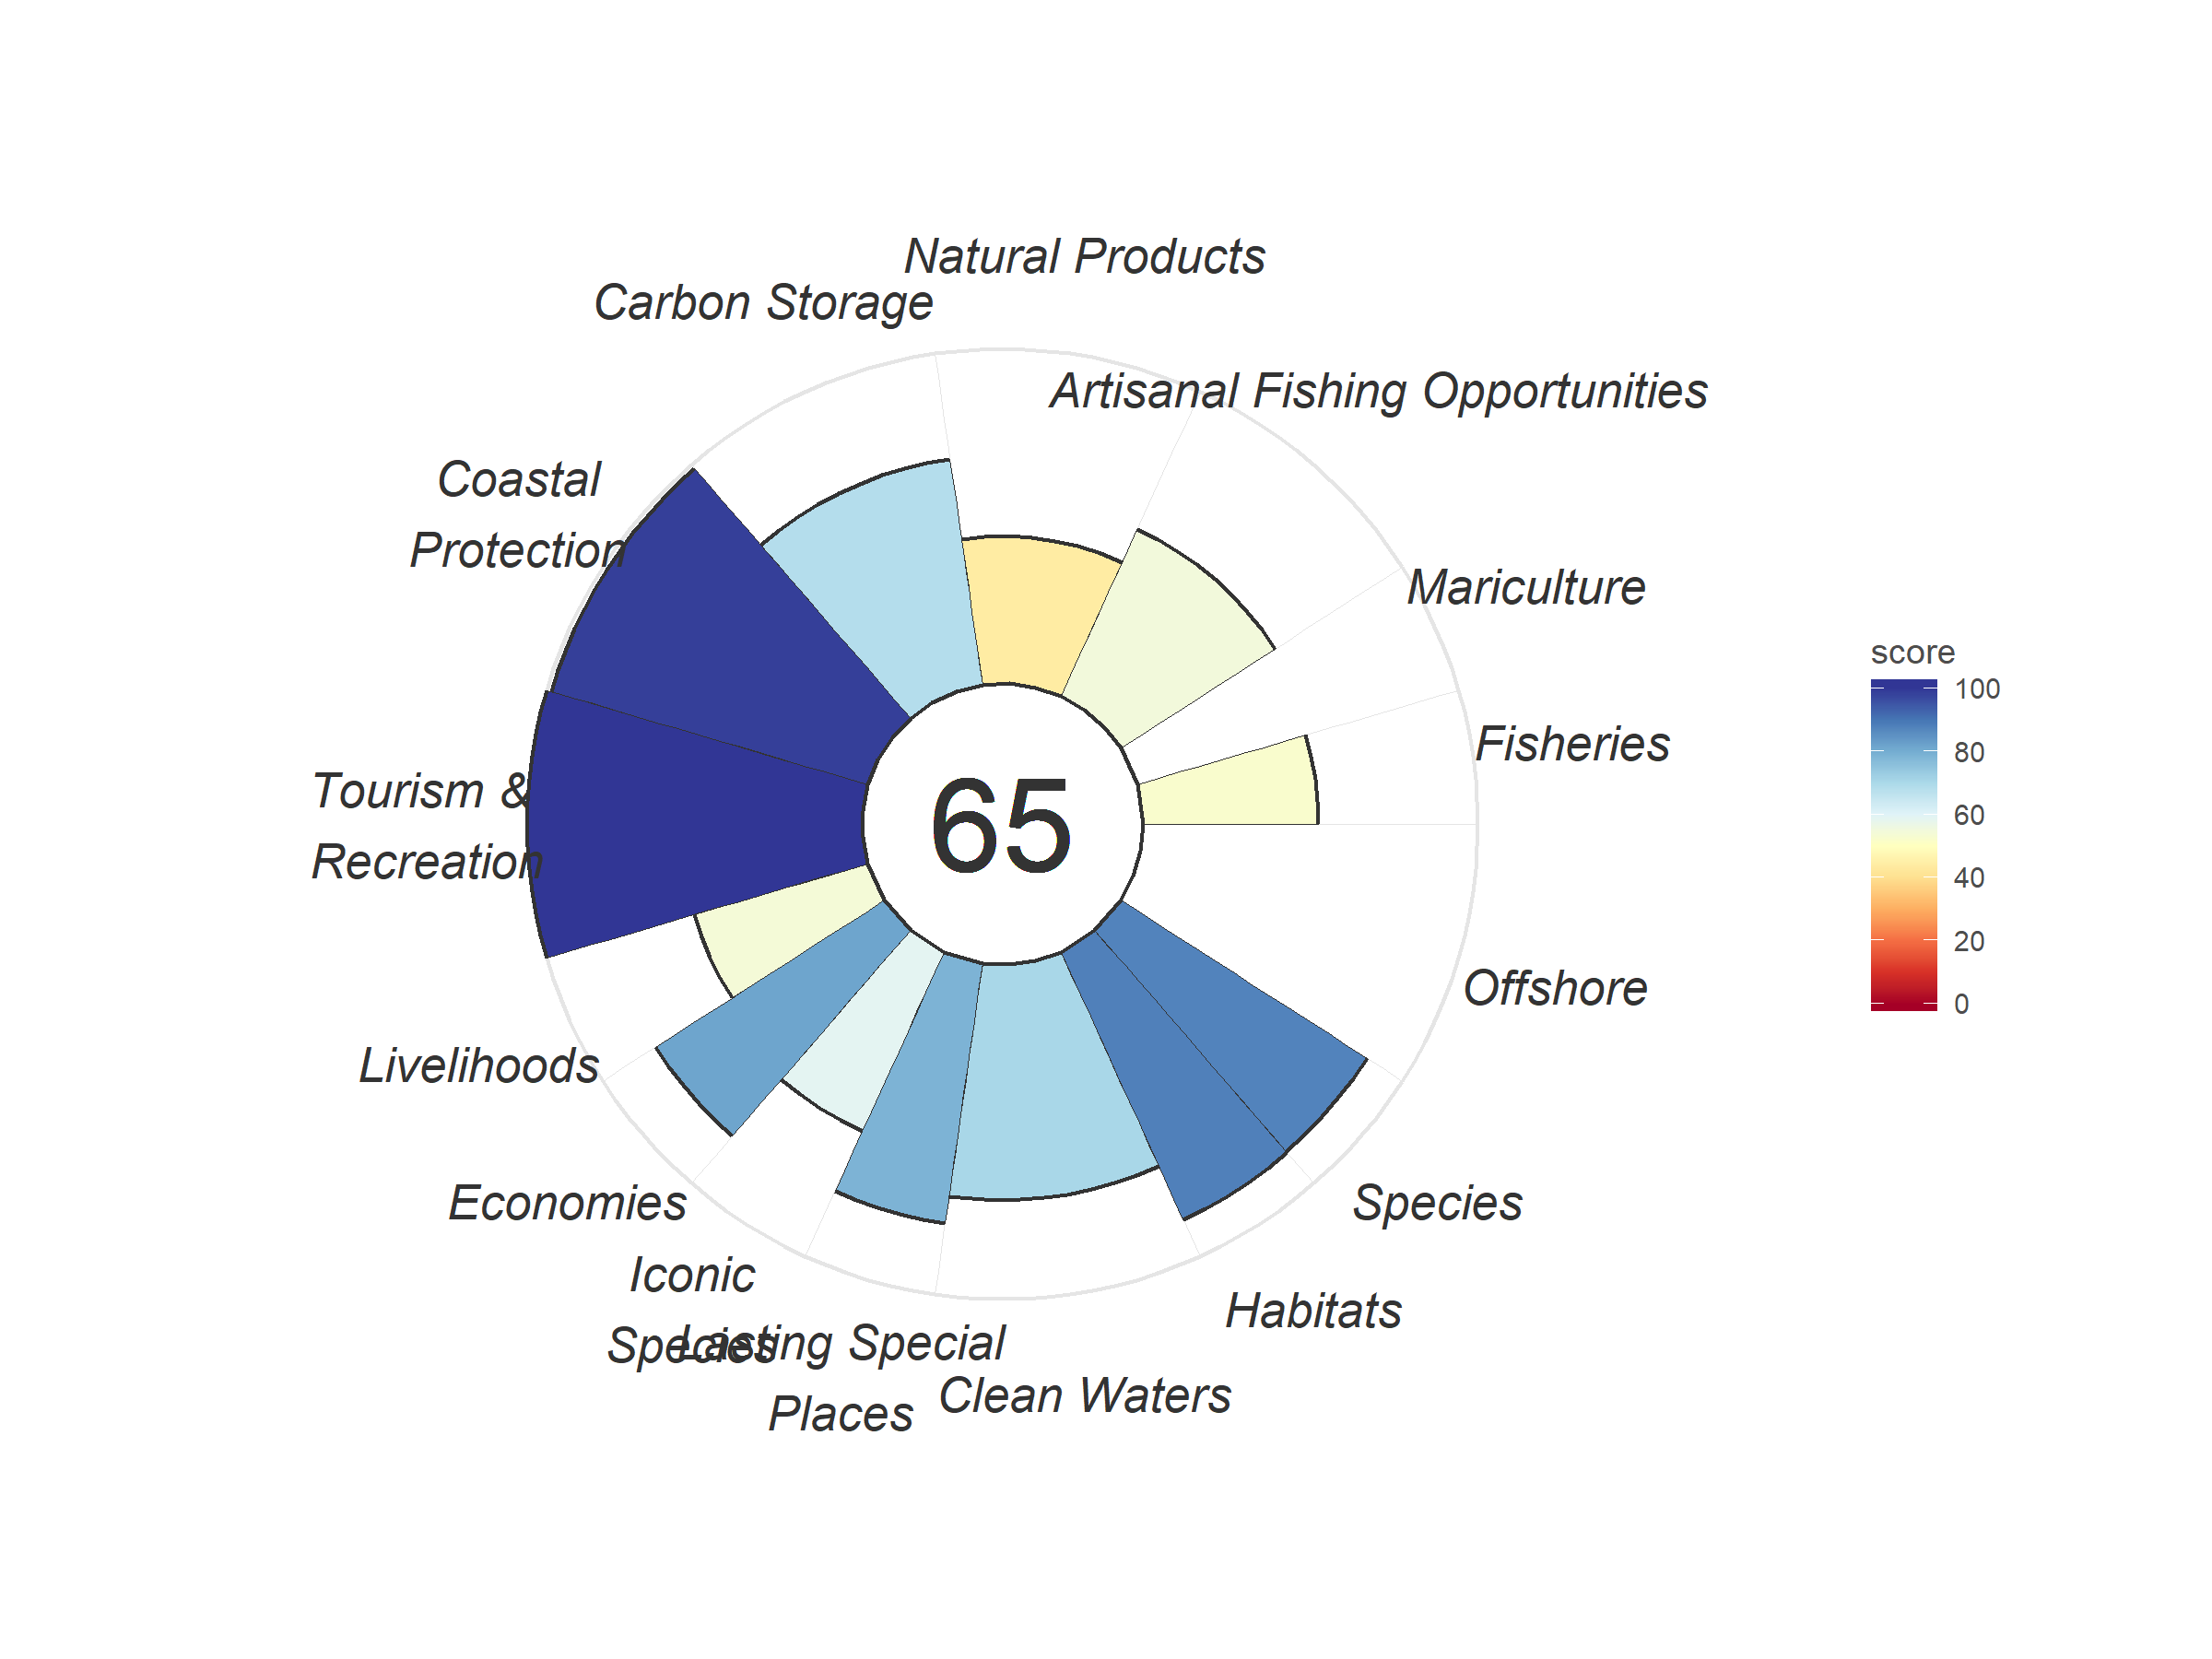 Natural Products
Carbon Storage
Artisanal Fishing Opportunities
Coastal
Protection
Mariculture
Fisheries
Tourism &
Recreation
65
Offshore
Livelihoods
Economies
Species
Iconic
Species
Lasting Special
Places
Habitats
Clean Waters
score
100
80
60
40
20
0